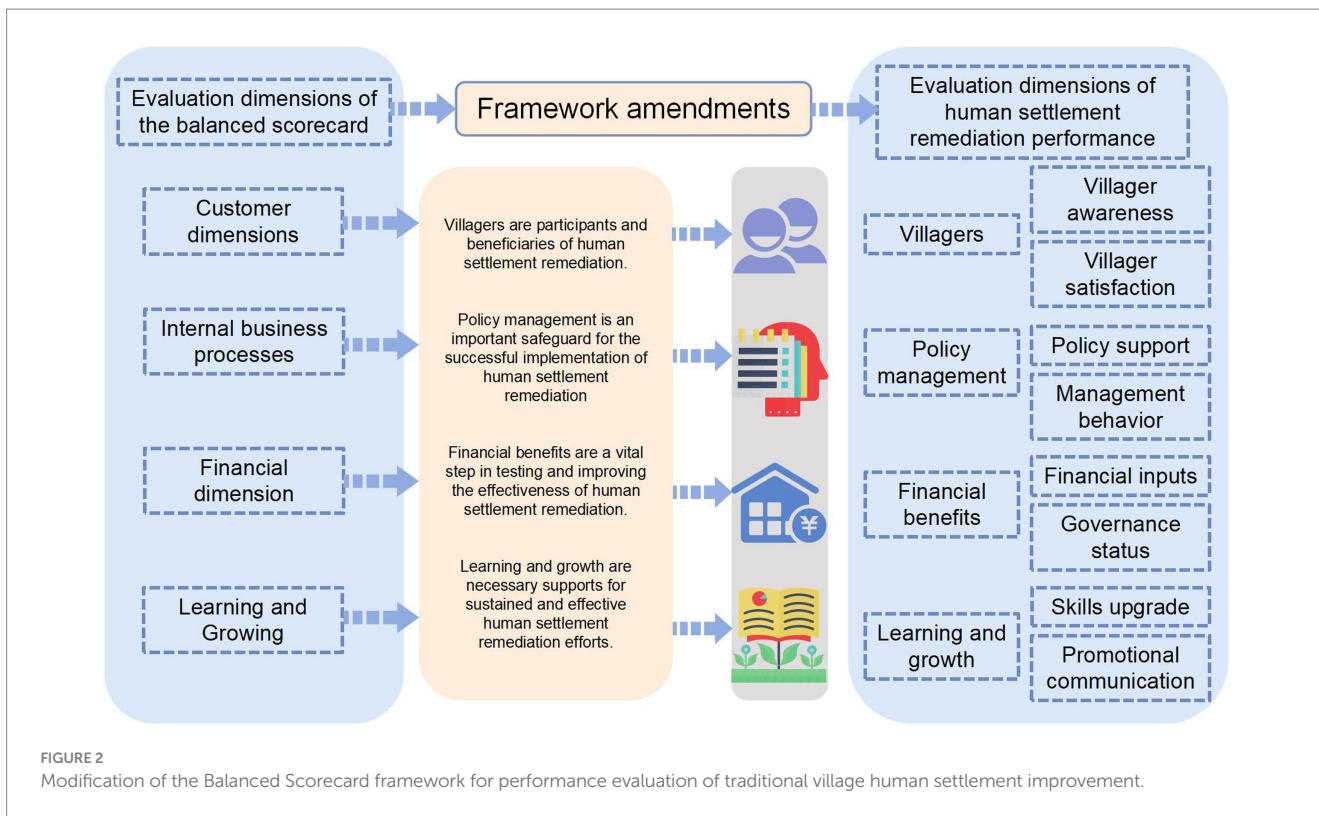 Evaluation dimensions of
the balanced scorecard
Framework amendments
Evaluation dimensions of
human settlement
remediation performance
Customer
dimensions
Villagers are participants and
beneficiaries of human
settlement remediation.
Villagers
Villager
awareness
Villager
satisfaction
Internal business
processes
Policy management is an
important safeguard for the
successful implementation of
human settlement
remediation
Policy
management
Policy support
Management
behavior
Financial
dimension
Financial benefits are a vital
step in testing and improving
the effectiveness of human
settlement remediation.
¥
Financial
benefits
Financial inputs
Governance
status
Learning and
Growing
Learning and growth are
necessary supports for
sustained and effective
human settlement
remediation efforts.
Learning and
growth
Skills upgrade
Promotional
communication
FIGURE 2
Modification of the Balanced Scorecard framework for performance evaluation of traditional village human settlement improvement.